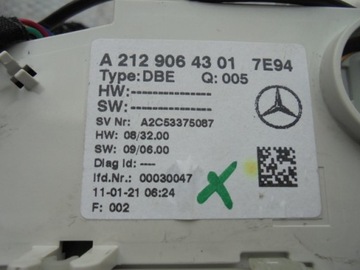 A 212 906 43 01 7E94
Type:DBE Q: 005
HW:----------------
SW:----------------
SV Nr: A2C53375087
HW: 08/32.00
SW: 09/06.00
Diag Id: ----
lfd.Nr.: 00030047
11-01-21 06:24
F: 002